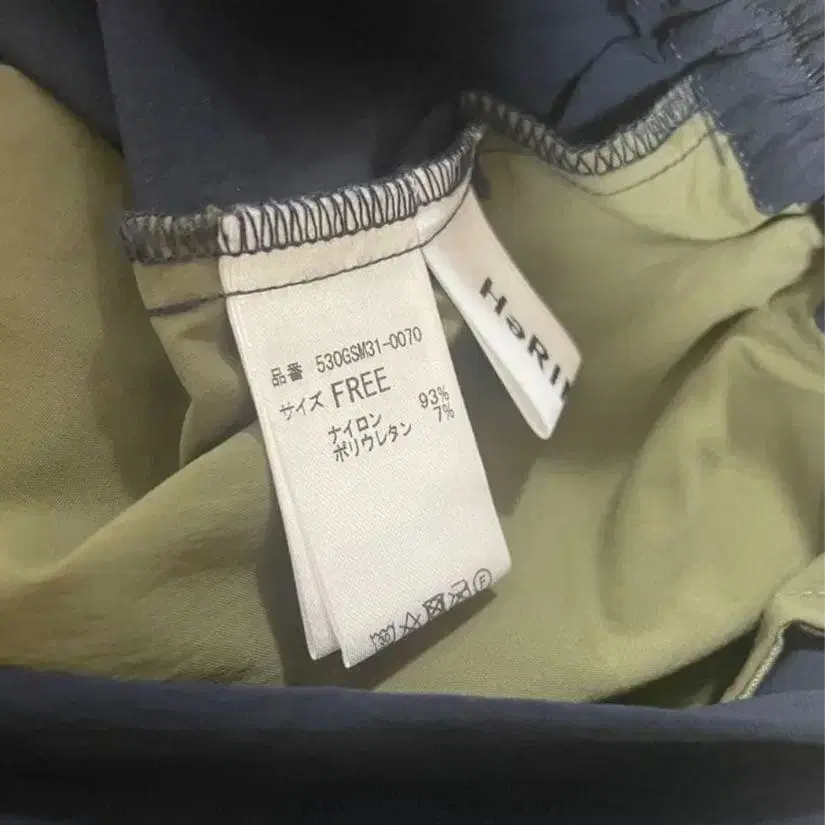 品番 530GSM31-0070
サイズ FREE
ナイロン 93%
ポリウレタン 7%
HəRI
F